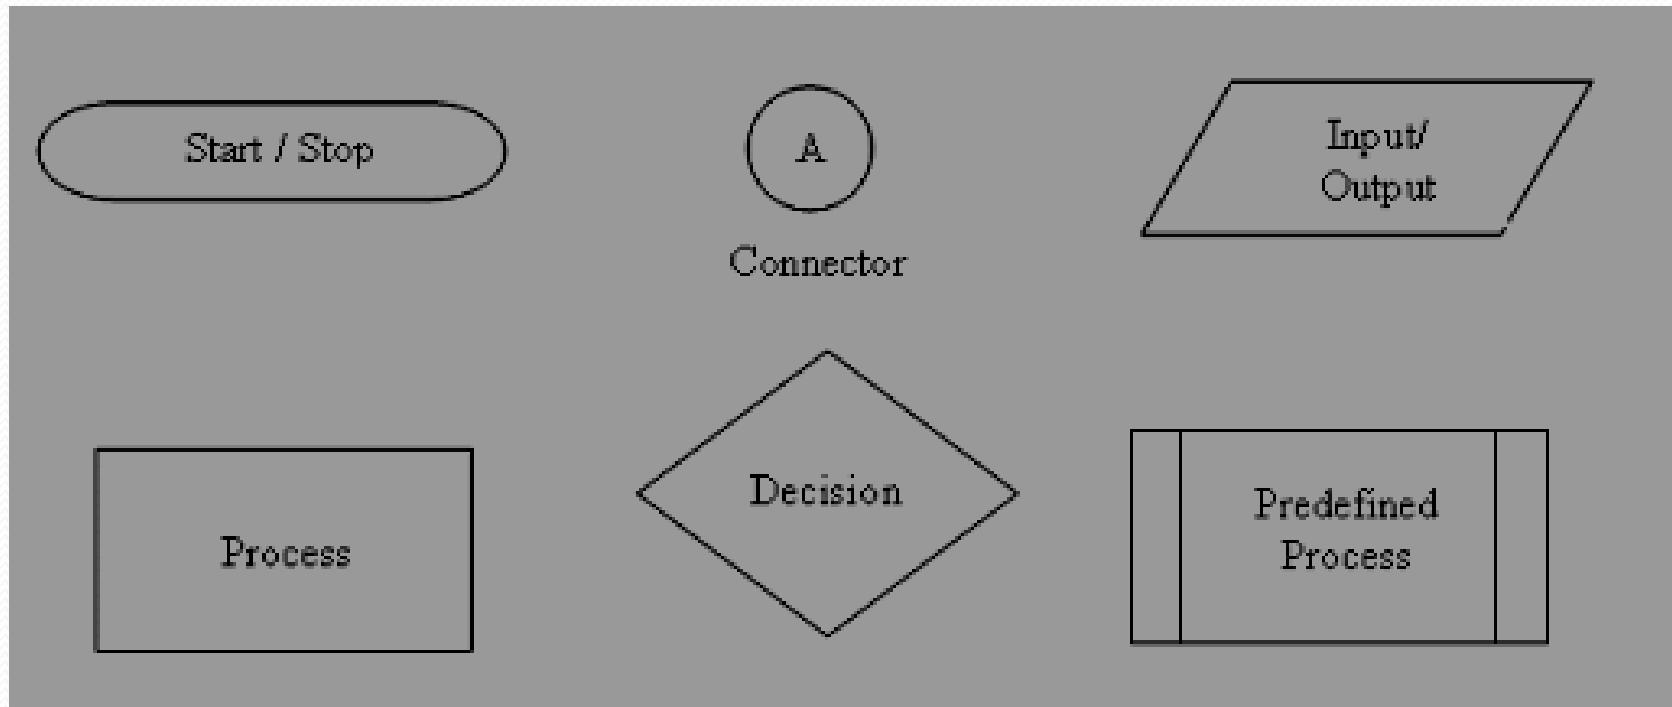 Start / Stop
A
Connector
Input/
Output
Process
Decision
Predefined
Process